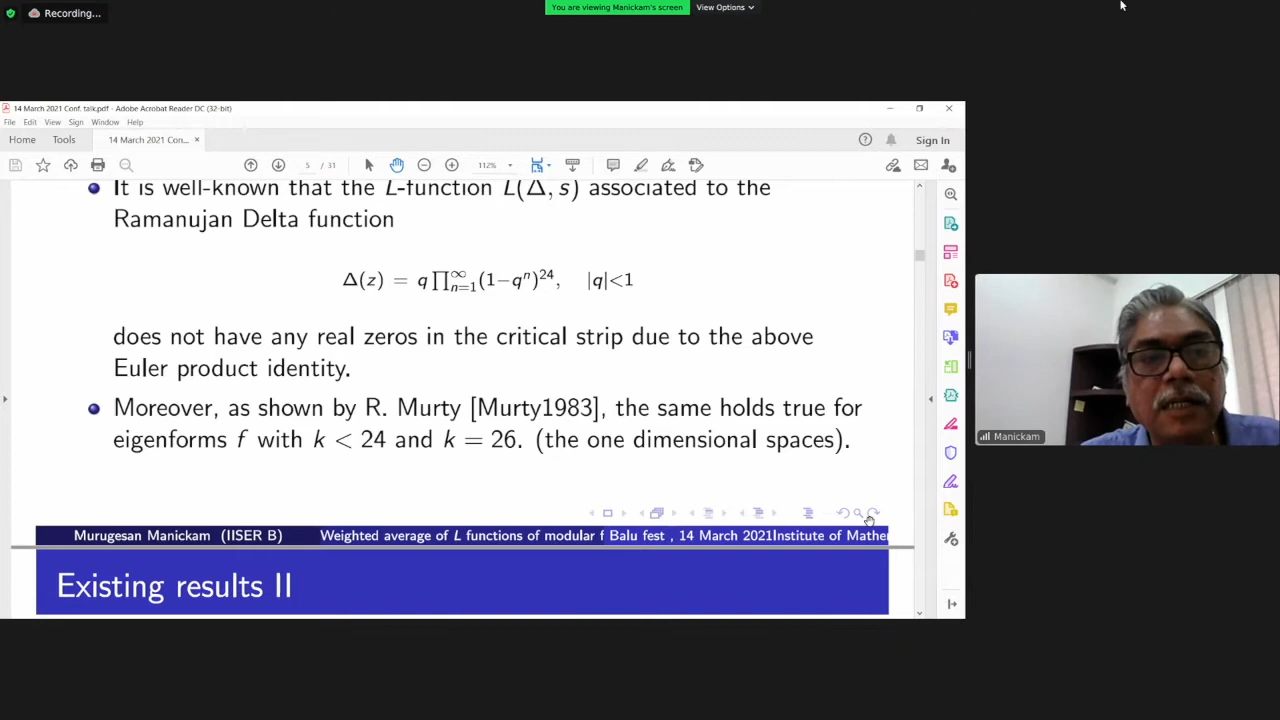 Recording...
You are viewing Manickam's screen
View Options
14 March 2021 Conf. talk.pdf - Adobe Acrobat Reader DC (32-bit)
File Edit View Sign Window Help
Home Tools 14 March 2021 Con... × Sign In
5 / 31 112%
It is well-known that the L-function L(Δ, s) associated to the
Ramanujan Delta function
Δ(z) = q∏_{n=1}^{∞}(1−qⁿ)²⁴, |q|<1
does not have any real zeros in the critical strip due to the above
Euler product identity.
Moreover, as shown by R. Murty [Murty1983], the same holds true for
eigenforms f with k < 24 and k = 26. (the one dimensional spaces).
Murugesan Manickam (IISER B) Weighted average of L functions of modular f Balu fest , 14 March 2021Institute of Mather
Existing results II
Manickam